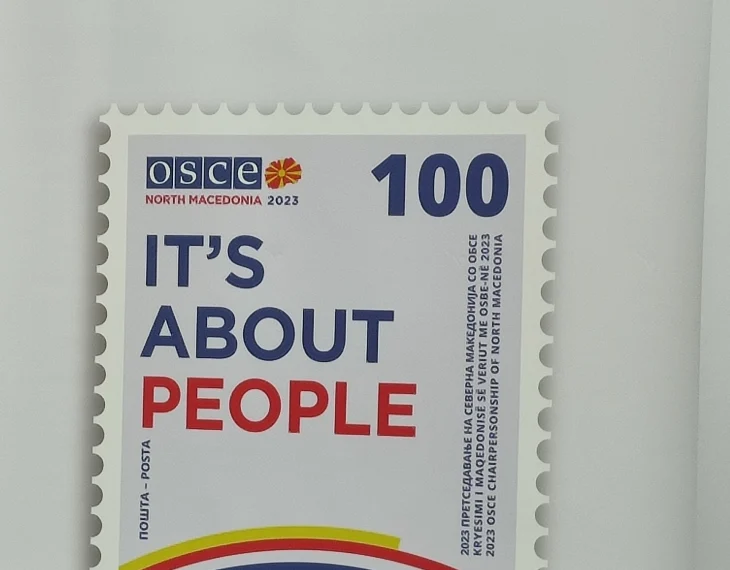 osce
NORTH MACEDONIA 2023
100
IT'S
ABOUT
PEOPLE
ПОШТА – POSTA
2023 ПРЕТСЕДАВАЊЕ НА СЕВЕРНА МАКЕДОНИЈА СО ОБСЕ
KRYESIMI I MAQEDONISË SË VERIUT ME OSBE-NË 2023
2023 OSCE CHAIRPERSONSHIP OF NORTH MACEDONIA